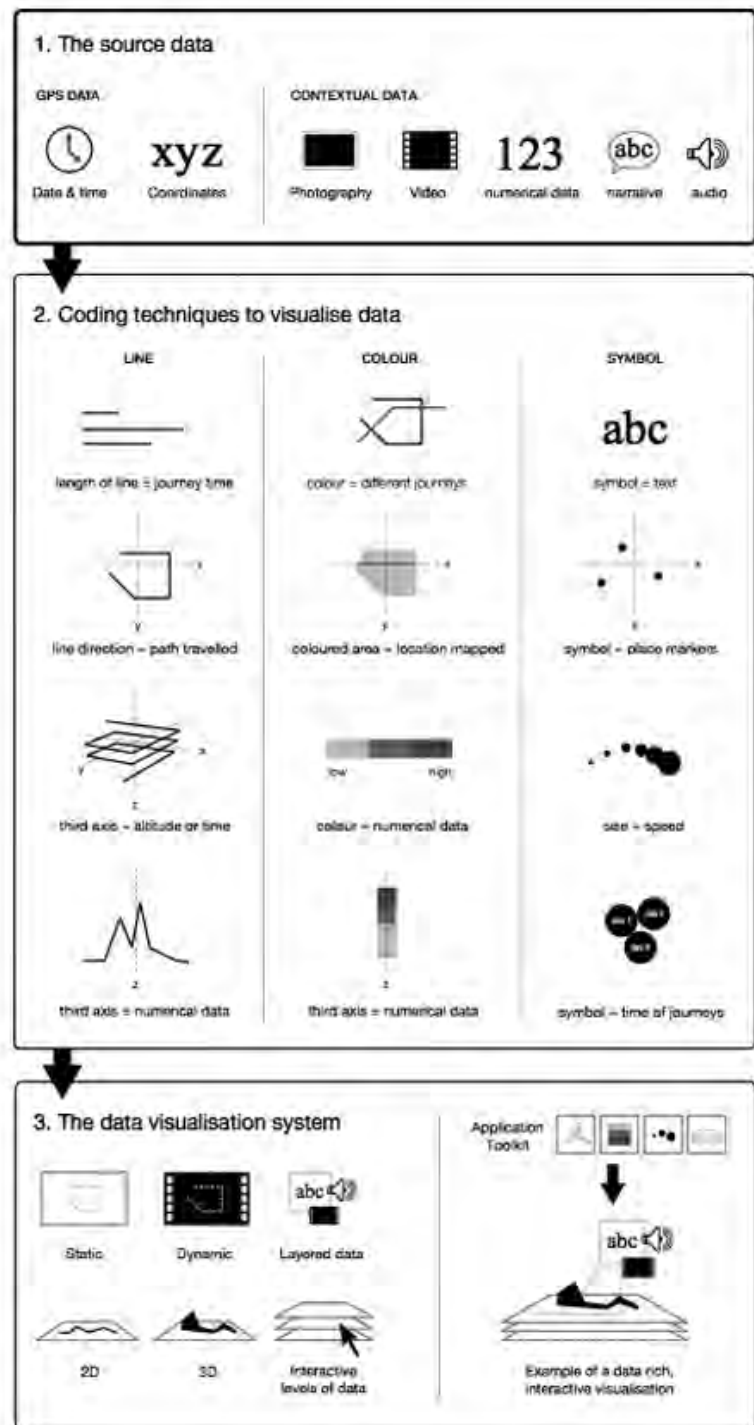 1. The source data
GPS DATA
CONTEXTUAL DATA
xyz
123
abc
Date & time
Coordinates
Photography
Video
numerical data
narrative
audio
2. Coding techniques to visualise data
LINE
COLOUR
SYMBOL
abc
length of line = journey time
colour = different journeys
symbol = text
x
y
x
y
x
y
line direction = path travelled
coloured area = location mapped
symbol = place markers
y
x
z
low
high
third axis = altitude or time
colour = numerical data
size = speed
z
z
third axis = numerical data
third axis = numerical data
symbol = time of journeys
3. The data visualisation system
Application
Toolkit
abc
Static
Dynamic
Layered data
abc
2D
3D
Interactive
levels of data
Example of a data rich,
interactive visualisation